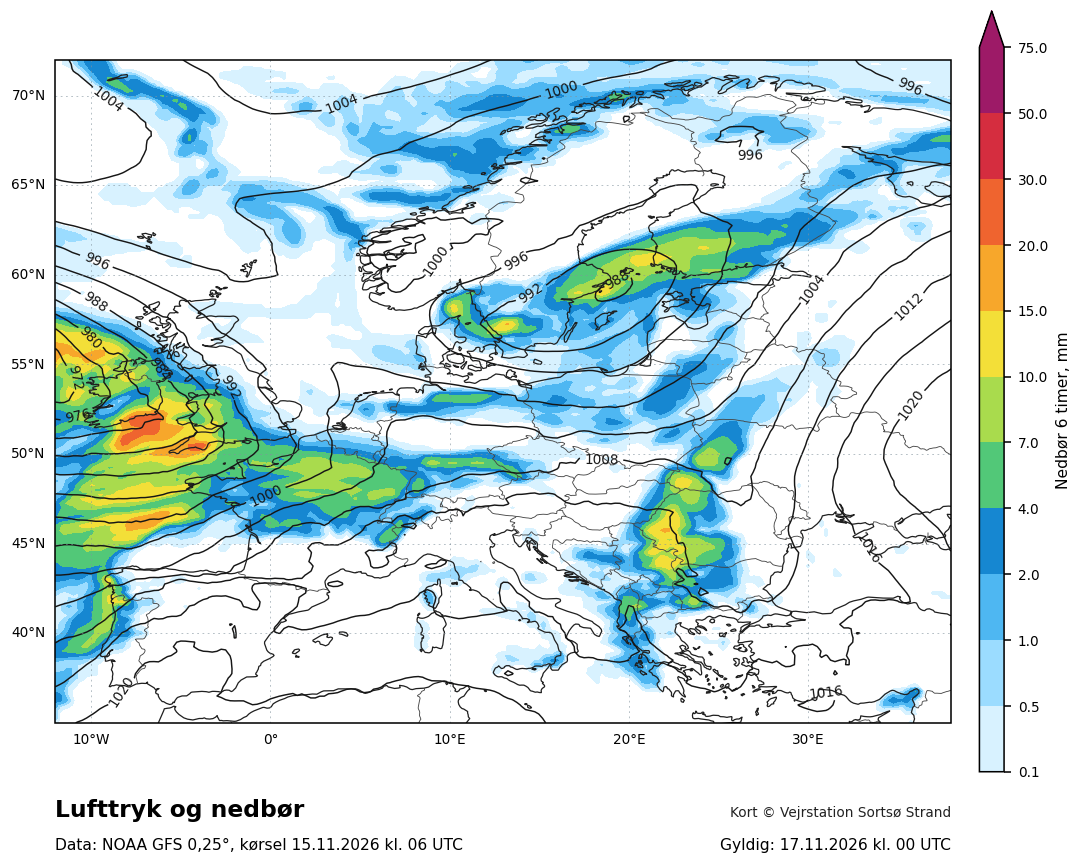 75.0
50.0
30.0
20.0
15.0
10.0
7.0
4.0
2.0
1.0
0.5
0.1
Nedbør 6 timer, mm
70°N
65°N
60°N
55°N
50°N
45°N
40°N
10°W
0°
10°E
20°E
30°E
1004
1004
1000
996
996
996
988
980
972
976
992
1000
996
992
988
1004
1012
1020
1008
1000
1016
1020
1016
Lufttryk og nedbør
Kort © Vejrstation Sortsø Strand
Data: NOAA GFS 0,25°, kørsel 15.11.2026 kl. 06 UTC
Gyldig: 17.11.2026 kl. 00 UTC